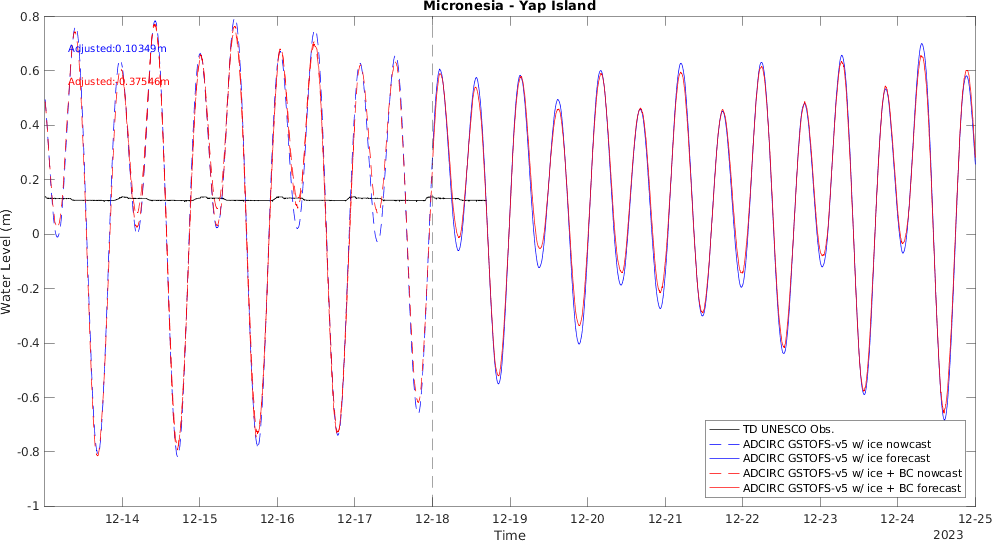 Micronesia - Yap Island
Water Level (m)
0.8
0.6
0.4
0.2
0
-0.2
-0.4
-0.6
-0.8
-1
Adjusted:0.10349m
Adjusted:-0.37546m
TD UNESCO Obs.
ADCIRC GSTOFS-v5 w/ ice nowcast
ADCIRC GSTOFS-v5 w/ ice forecast
ADCIRC GSTOFS-v5 w/ ice + BC nowcast
ADCIRC GSTOFS-v5 w/ ice + BC forecast
12-14 12-15 12-16 12-17 12-18 12-19 12-20 12-21 12-22 12-23 12-24 12-25
Time
2023